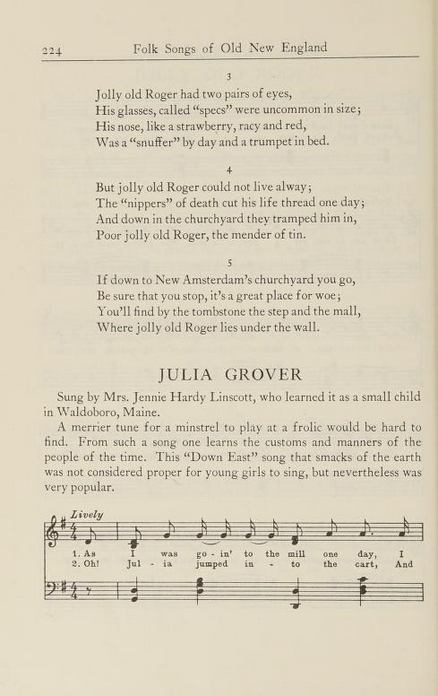 224 Folk Songs of Old New England
3
Jolly old Roger had two pairs of eyes,
His glasses, called “specs” were uncommon in size;
His nose, like a strawberry, racy and red,
Was a “snuffer” by day and a trumpet in bed.
4
But jolly old Roger could not live alway;
The “nippers” of death cut his life thread one day;
And down in the churchyard they tramped him in,
Poor jolly old Roger, the mender of tin.
5
If down to New Amsterdam’s churchyard you go,
Be sure that you stop, it’s a great place for woe;
You’ll find by the tombstone the step and the mall,
Where jolly old Roger lies under the wall.
JULIA GROVER
Sung by Mrs. Jennie Hardy Linscott, who learned it as a small child
in Waldoboro, Maine.
A merrier tune for a minstrel to play at a frolic would be hard to
find. From such a song one learns the customs and manners of the
people of the time. This “Down East” song that smacks of the earth
was not considered proper for young girls to sing, but nevertheless was
very popular.
Lively
1. As I was go - in’ to the mill one day, I
2. Oh! Jul - ia jumped in - to the cart, And